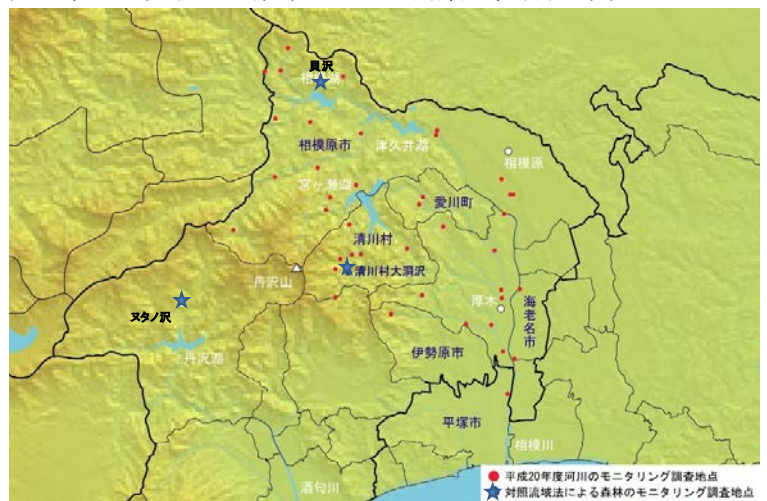 貝沢
相模湖
相模原市
津久井湖
相模原
宮ヶ瀬湖
愛川町
清川村
清川村大洞沢
丹沢山
ヌタノ沢
厚木
海老名市
丹沢湖
伊勢原市
平塚市
相模川
酒匂川
平成20年度河川のモニタリング調査地点
対照流域法による森林のモニタリング調査地点